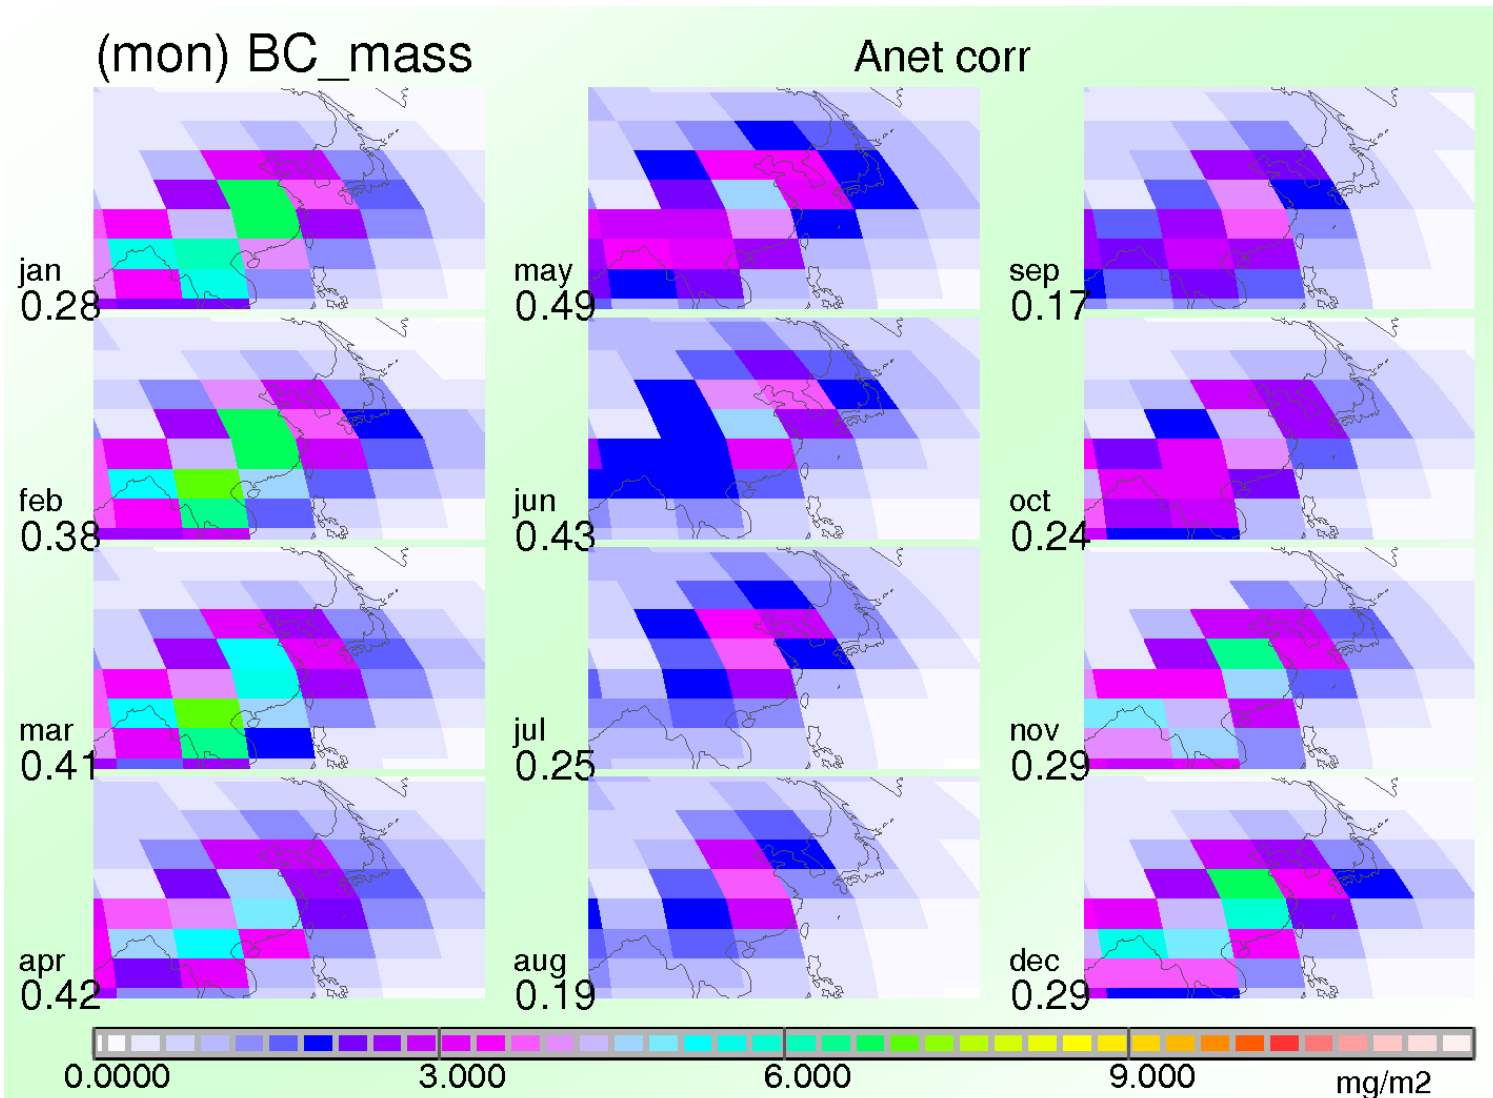 (mon) BC_mass
Anet corr
jan
0.28
may
0.49
sep
0.17
feb
0.38
jun
0.43
oct
0.24
mar
0.41
jul
0.25
nov
0.29
apr
0.42
aug
0.19
dec
0.29
0.0000 3.000 6.000 9.000 mg/m2